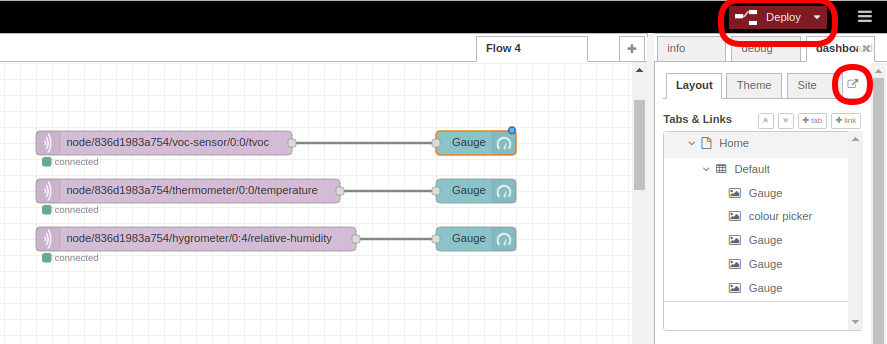 Deploy
Flow 4
info
debug
dashboa
Layout
Theme
Site
Tabs & Links
tab
link
node/836d1983a754/voc-sensor/0:0/tvoc
Gauge
connected
node/836d1983a754/thermometer/0:0/temperature
Gauge
connected
node/836d1983a754/hygrometer/0:4/relative-humidity
Gauge
connected
Home
Default
Gauge
colour picker
Gauge
Gauge
Gauge